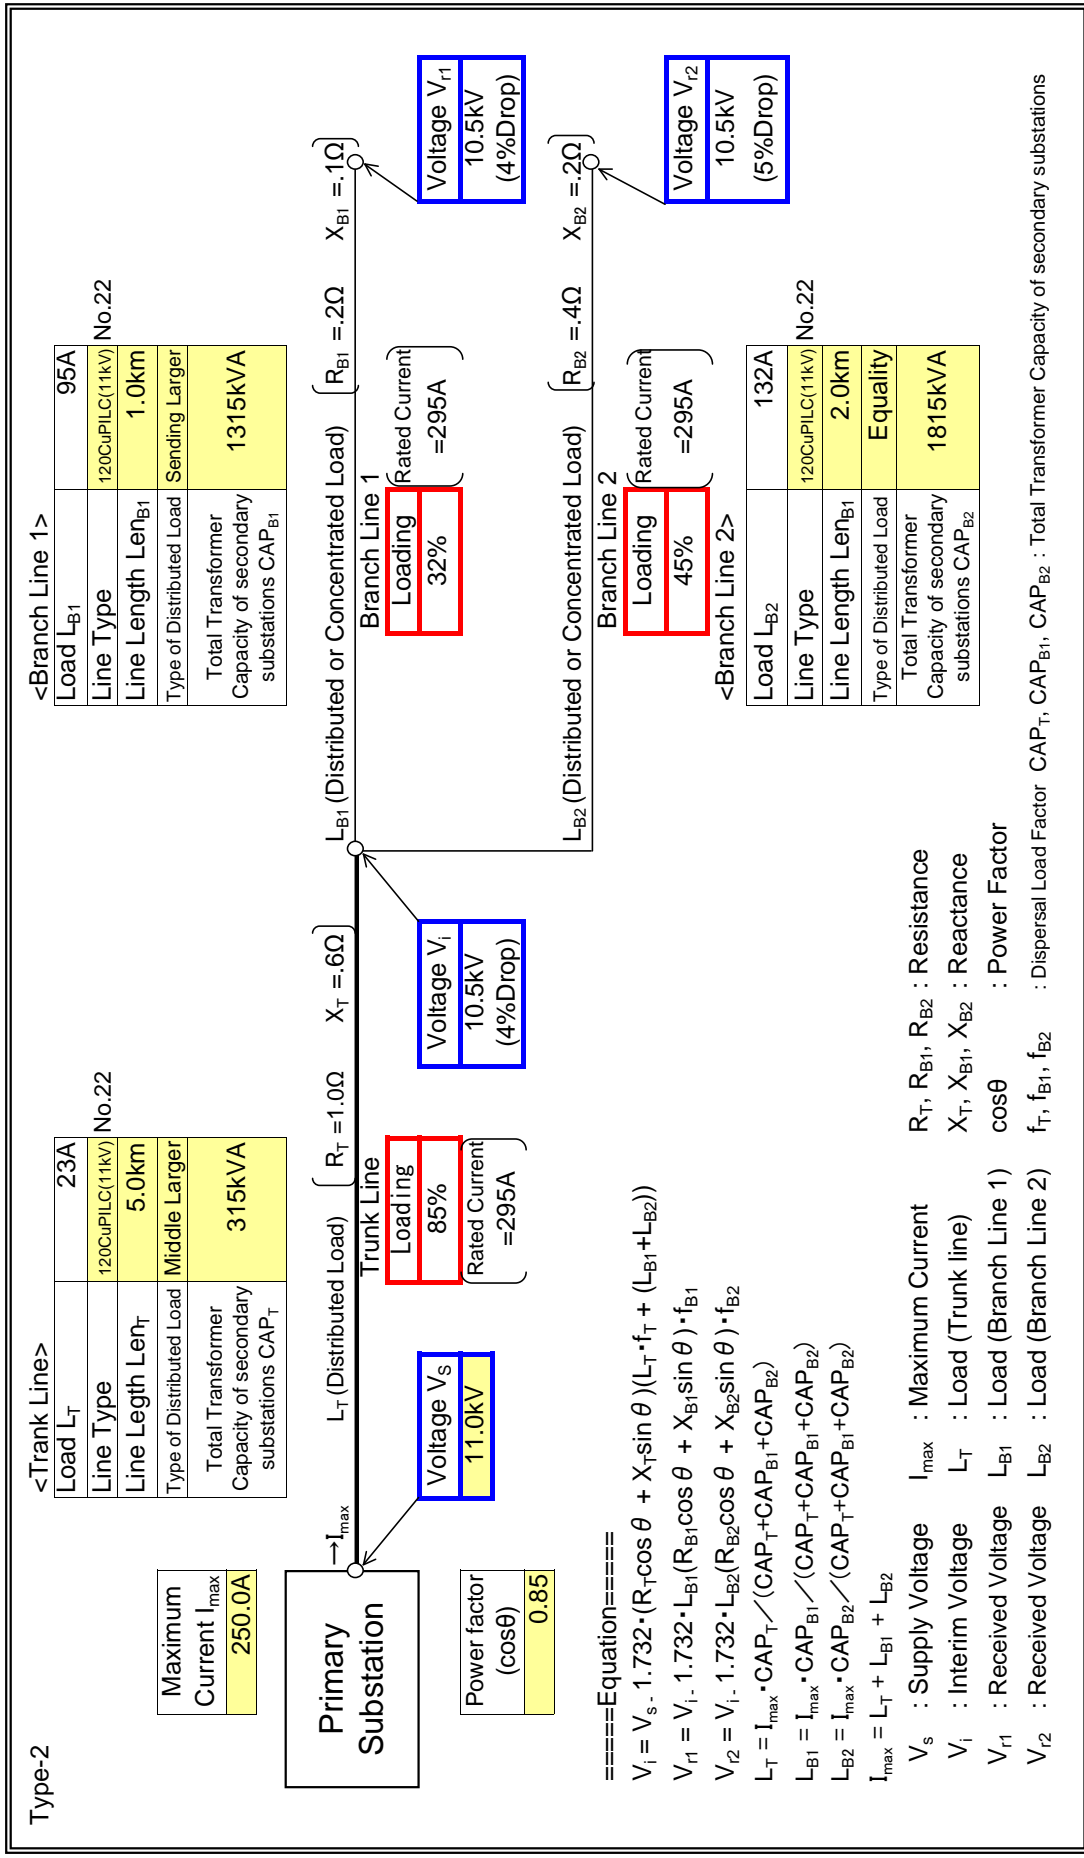 Type-2
Maximum
Current Imax
250.0A
Primary
Substation
Power factor
(cosθ)
0.85
→Imax
Voltage VS
11.0kV
<Trank Line>
Load LT 23A
Line Type 120CuPILC(11kV) No.22
Line Legth LenT 5.0km
Type of Distributed Load Middle Larger
Total Transformer
Capacity of secondary
substations CAPT
315kVA
LT (Distributed Load) RT =1.0Ω XT =.6Ω
Trunk Line
Loading
85%
Rated Current
=295A
Voltage Vi
10.5kV
(4%Drop)
<Branch Line 1>
Load LB1 95A
Line Type 120CuPILC(11kV) No.22
Line Length LenB1 1.0km
Type of Distributed Load Sending Larger
Total Transformer
Capacity of secondary
substations CAPB1
1315kVA
LB1 (Distributed or Concentrated Load) RB1 =.2Ω XB1 =.1Ω
Branch Line 1
Loading
32%
Rated Current
=295A
Voltage Vr1
10.5kV
(4%Drop)
LB2 (Distributed or Concentrated Load) RB2 =.4Ω XB2 =.2Ω
Branch Line 2
Loading
45%
Rated Current
=295A
Voltage Vr2
10.5kV
(5%Drop)
<Branch Line 2>
Load LB2 132A
Line Type 120CuPILC(11kV) No.22
Line Length LenB1 2.0km
Type of Distributed Load Equality
Total Transformer
Capacity of secondary
substations CAPB2
1815kVA
=====Equation=====
Vi = Vs - 1.732・(RTcosθ + XTsinθ)(LT・fT + (LB1+LB2))
Vr1 = Vi - 1.732・LB1(RB1cosθ + XB1sinθ)・fB1
Vr2 = Vi - 1.732・LB2(RB2cosθ + XB2sinθ)・fB2
LT = Imax・CAPT／(CAPT+CAPB1+CAPB2)
LB1 = Imax・CAPB1／(CAPT+CAPB1+CAPB2)
LB2 = Imax・CAPB2／(CAPT+CAPB1+CAPB2)
Imax = LT + LB1 + LB2
Vs : Supply Voltage Imax : Maximum Current RT, RB1, RB2 : Resistance
Vi : Interim Voltage LT : Load (Trunk line) XT, XB1, XB2 : Reactance
Vr1 : Received Voltage LB1 : Load (Branch Line 1) cosθ : Power Factor
Vr2 : Received Voltage LB2 : Load (Branch Line 2) fT, fB1, fB2 : Dispersal Load Factor CAPT, CAPB1, CAPB2 : Total Transformer Capacity of secondary substations